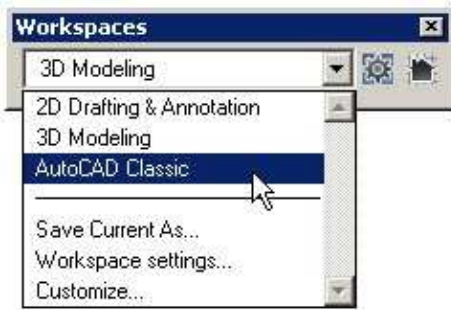 Workspaces
3D Modeling
2D Drafting & Annotation
3D Modeling
AutoCAD Classic
Save Current As...
Workspace settings...
Customize...